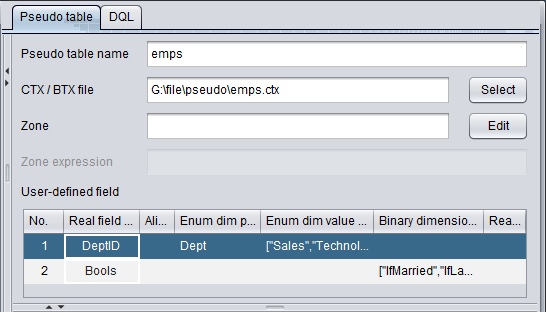 Pseudo table DQL
Pseudo table name emps
CTX / BTX file G:\file\pseudo\emps.ctx Select
Zone Edit
Zone expression
User-defined field
No. Real field ... Ali... Enum dim p... Enum dim value ... Binary dimensio... Rea...
1 DeptID Dept ["Sales","Technol...
2 Bools ["IfMarried","IfLa...